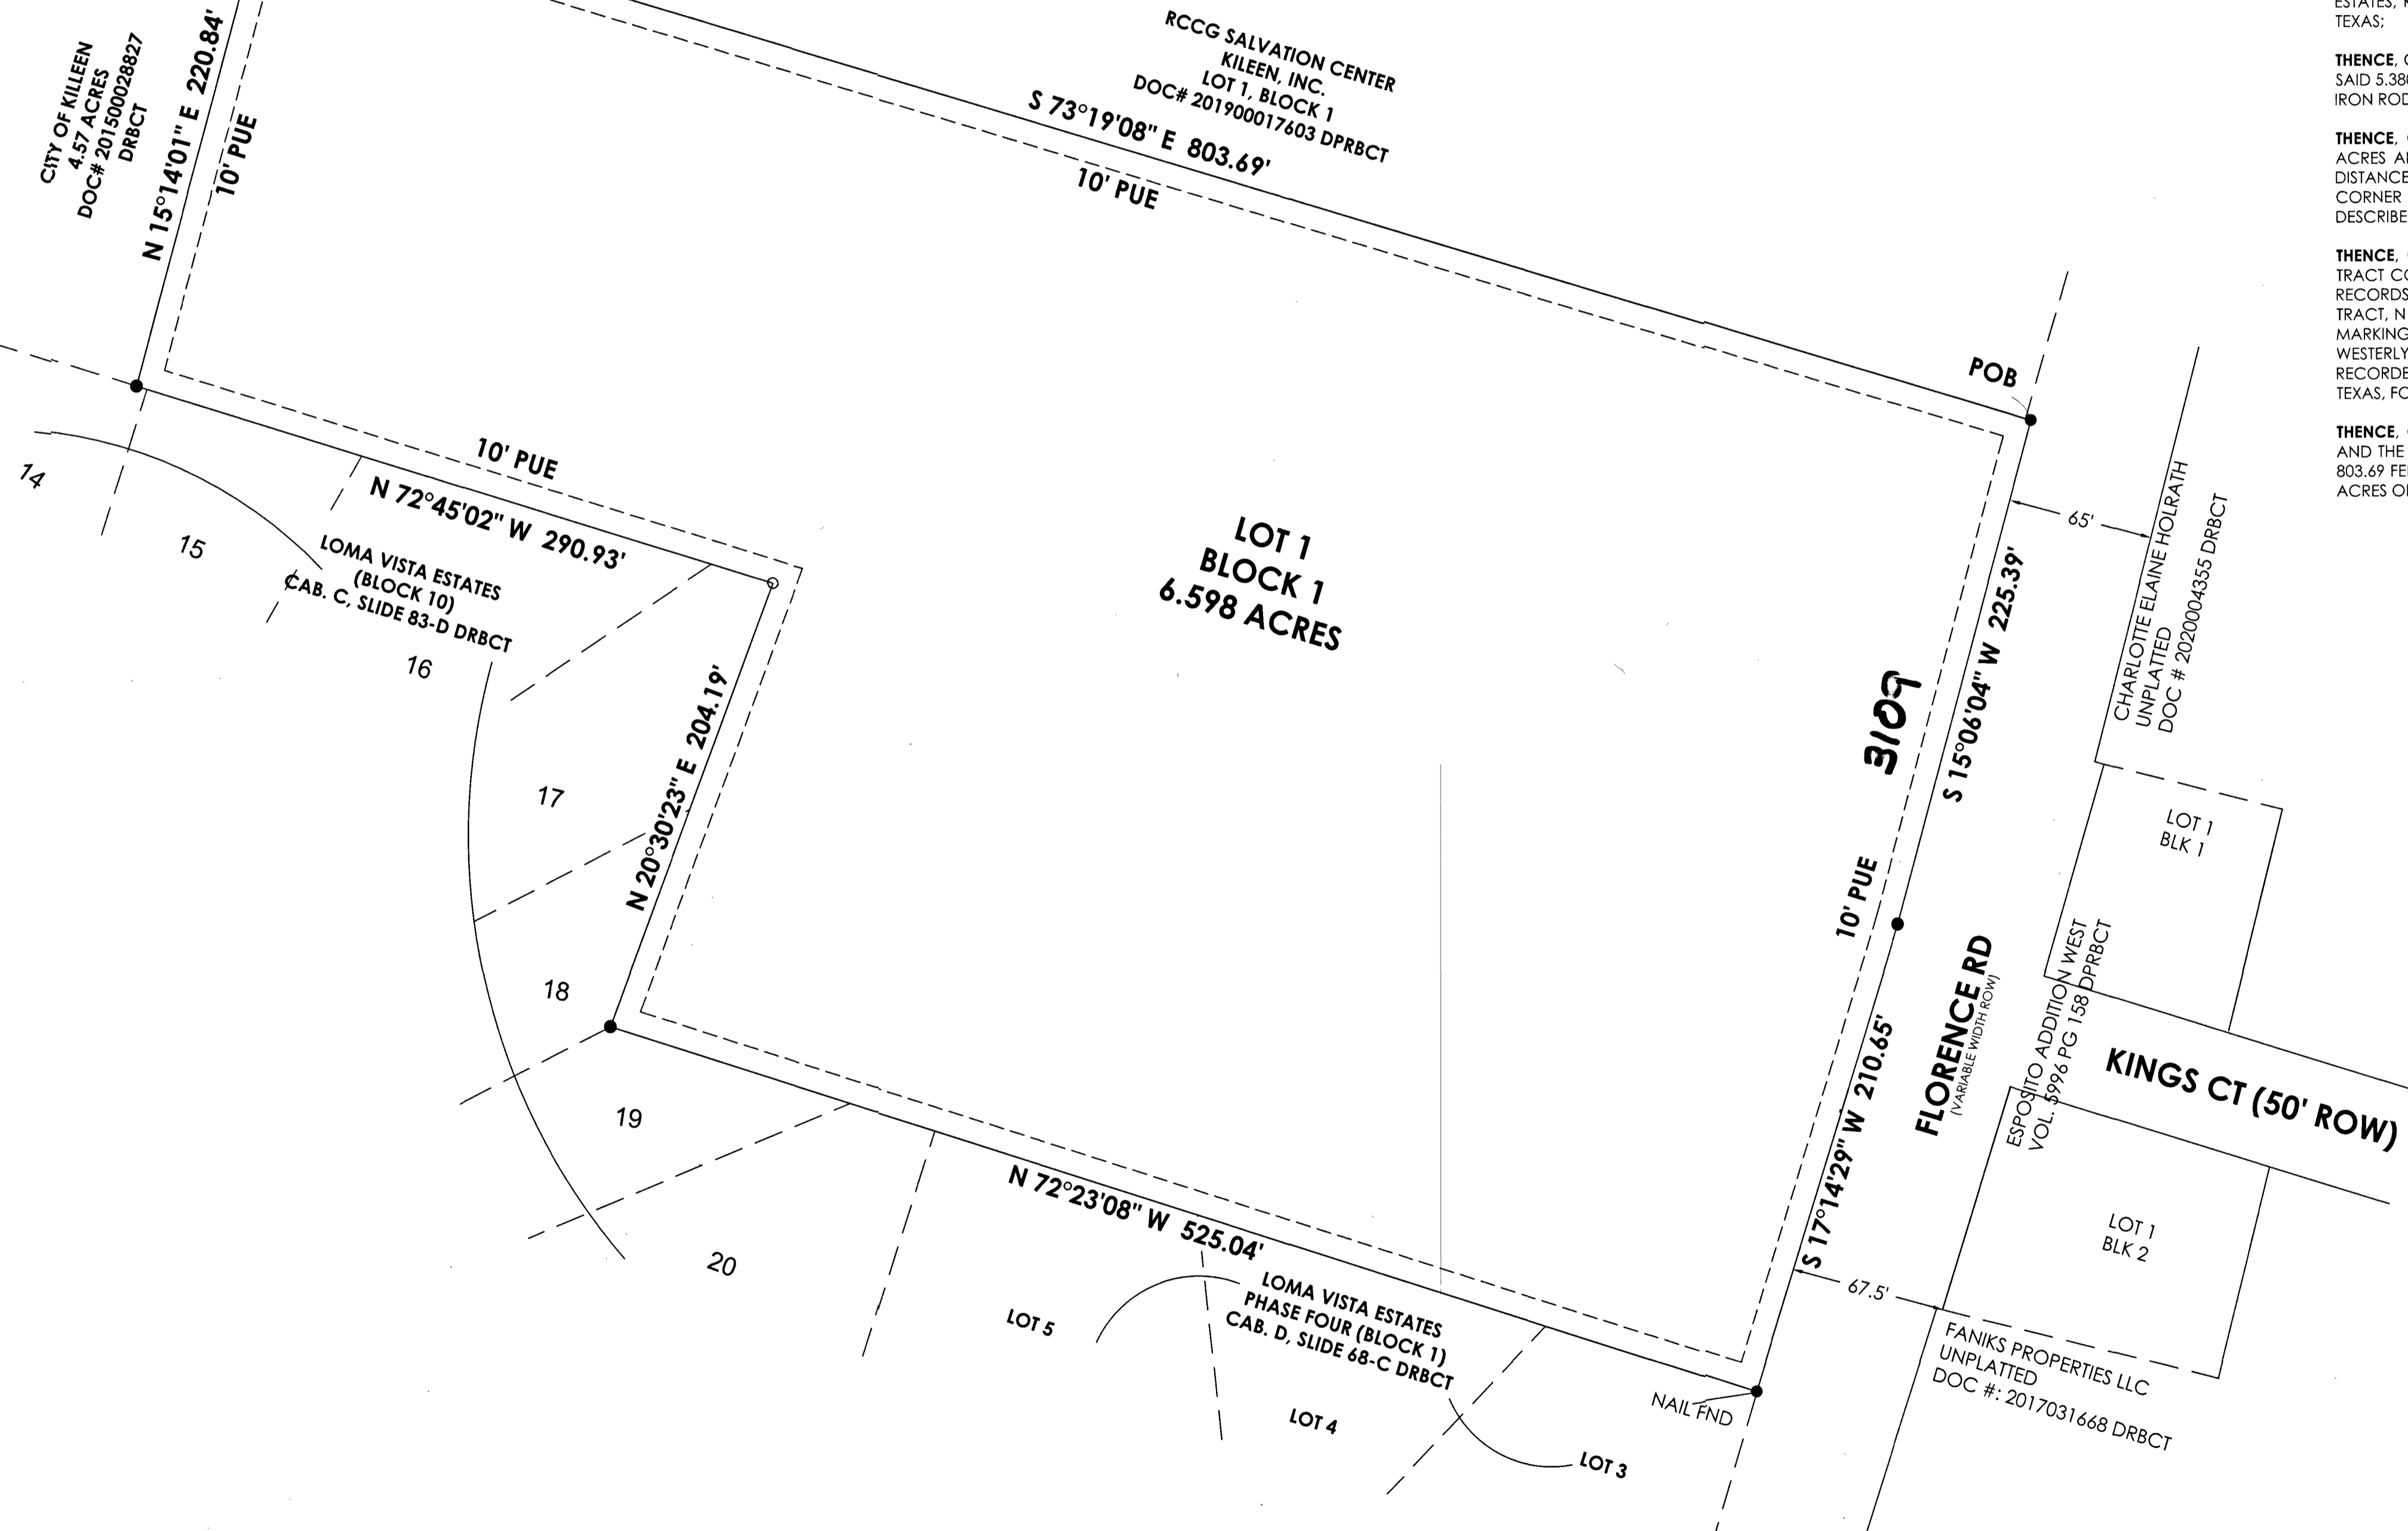 CITY OF KILLEEN
4.57 ACRES
DOC# 201500028827
DRBCT
N 15°14'01" E 220.84'
10' PUE
RCCG SALVATION CENTER
KILEEN, INC.
LOT 1, BLOCK 1
DOC# 201900017603 DPRBCT
S 73°19'08" E 803.69'
10' PUE
TEXAS;
THENCE,
SAID 5.38
IRON ROD
THENCE,
ACRES
DISTANCE
CORNER
DESCRIBE
THENCE,
TRACT
RECORDS
TRACT, N
MARKING
WESTERLY
RECORDE
TEXAS, FO
THENCE,
AND THE
803.69 FE
ACRES
POB
14
15
10' PUE
N 72°45'02" W 290.93'
LOMA VISTA ESTATES
(BLOCK 10)
CAB. C, SLIDE 83-D DRBCT
16
17
18
19
20
N 20°30'23" E 204.19'
LOT 1
BLOCK 1
6.598 ACRES
3109
65'
S 15°06'04" W 225.39'
CHARLOTTE ELAINE HOLRATH
UNPLATTED
DOC # 2020004355 DRBCT
LOT 1
BLK 1
10' PUE
FLORENCE RD
(VARIABLE WIDTH ROW)
ESPOSITO ADDITION WEST
VOL. 5996 PG 158 DPRBCT
KINGS CT (50' ROW)
S 17°14'29" W 210.65'
LOT 1
BLK 2
67.5'
N 72°23'08" W 525.04'
LOMA VISTA ESTATES
PHASE FOUR (BLOCK 1)
CAB. D, SLIDE 68-C DRBCT
LOT 5
LOT 4
LOT 3
NAIL FND
FANIKS PROPERTIES LLC
UNPLATTED
DOC #: 2017031668 DRBCT